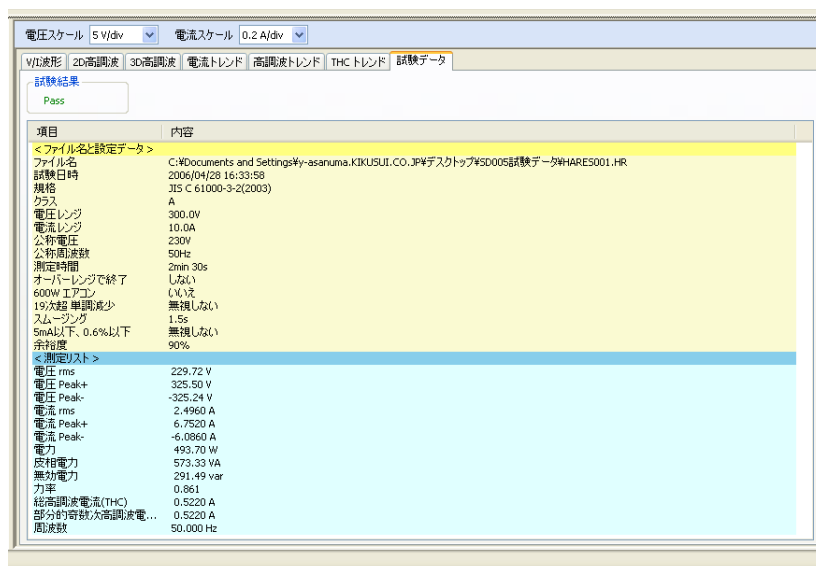 電圧スケール 5 V/div 電流スケール 0.2 A/div
V/I波形 2D高調波 3D高調波 電流トレンド 高調波トレンド THC トレンド 試験データ
試験結果
Pass
項目 内容
<ファイル名と設定データ>
ファイル名 C:¥Documents and Settings¥y-asanuma.KIKUSUI.CO.JP¥デスクトップ¥SD005試験データ¥HARES001.HR
試験日時 2006/04/28 16:33:58
規格 JIS C 61000-3-2(2003)
クラス A
電圧レンジ 300.0V
電流レンジ 10.0A
公称電圧 230V
公称周波数 50Hz
測定時間 2min 30s
オーバーレンジで終了 しない
600W エアコン いいえ
19次超 単調減少 無視しない
スムージング 1.5s
5mA以下、0.6%以下 無視しない
余裕度 90%
<測定リスト>
電圧 rms 229.72 V
電圧 Peak+ 325.50 V
電圧 Peak- -325.24 V
電流 rms 2.4960 A
電流 Peak+ 6.7520 A
電流 Peak- -6.0860 A
電力 493.70 W
皮相電力 573.33 VA
無効電力 291.49 var
力率 0.861
総高調波電流(THC) 0.5220 A
部分的奇数次高調波電... 0.5220 A
周波数 50.000 Hz